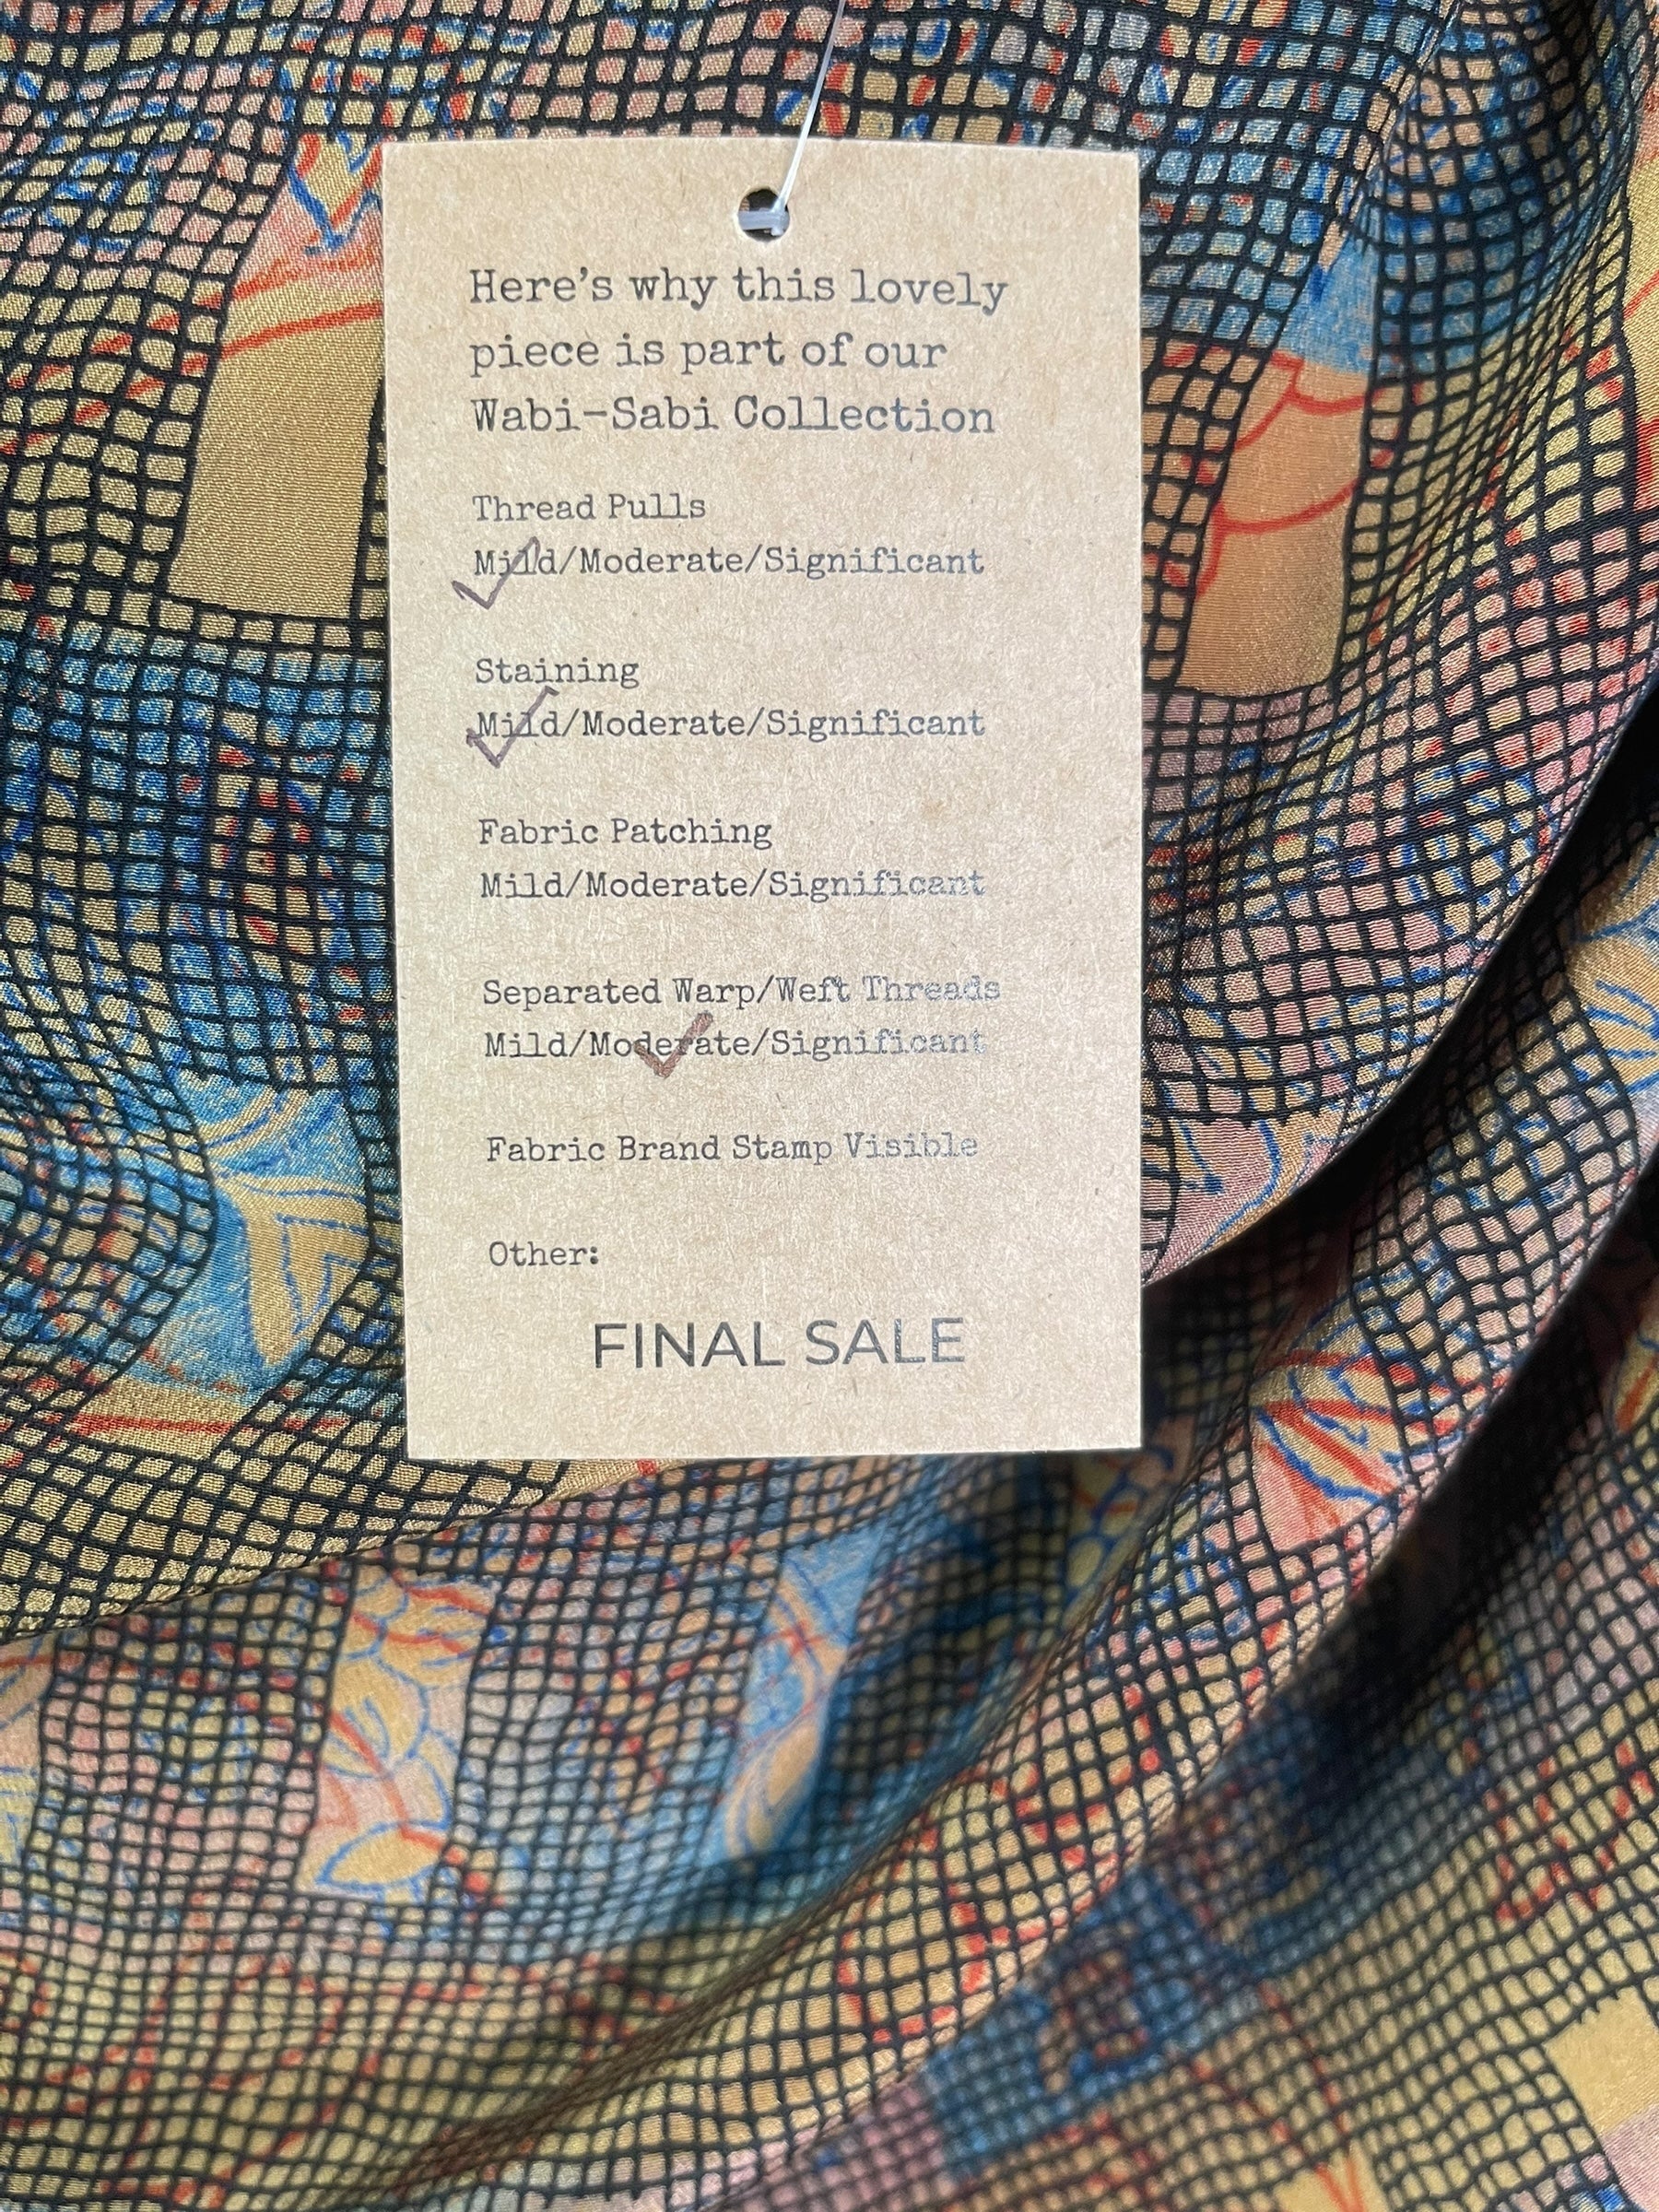 Here's why this lovely
piece is part of our
Wabi-Sabi Collection
Thread Pulls
Mild/Moderate/Significant
Staining
Mild/Moderate/Significant
Fabric Patching
Mild/Moderate/Significant
Separated Warp/Weft Threads
Mild/Moderate/Significant
Fabric Brand Stamp Visible
Other:
FINAL SALE